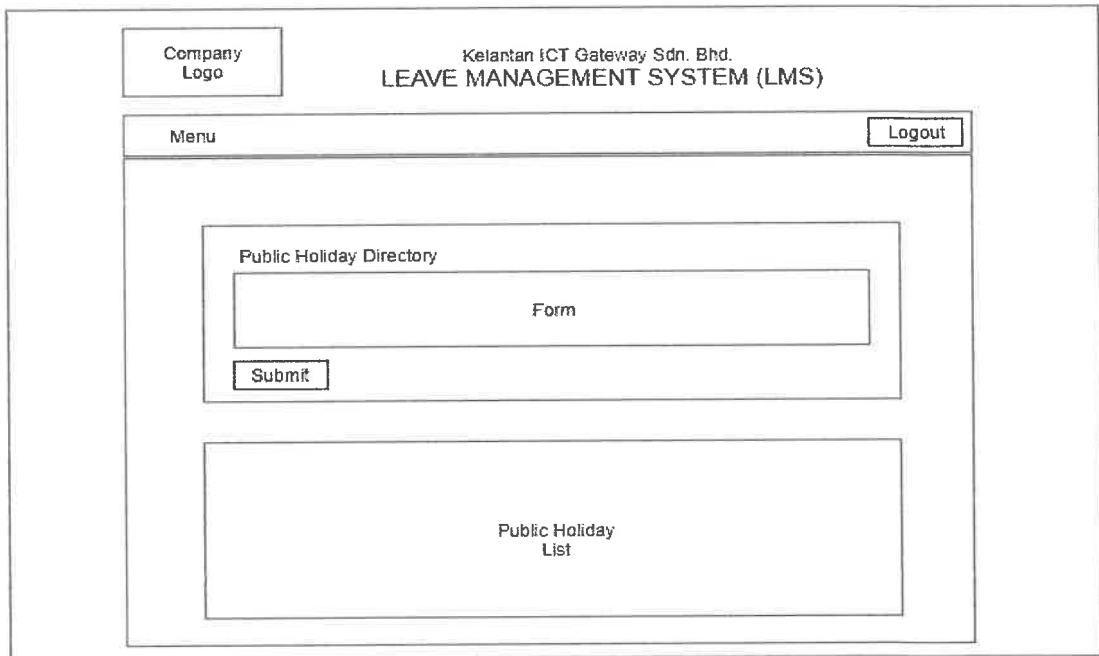 Company
Logo
Kelantan ICT Gateway Sdn. Bhd.
LEAVE MANAGEMENT SYSTEM (LMS)
Menu
Logout
Public Holiday Directory
Form
Submit
Public Holiday
List